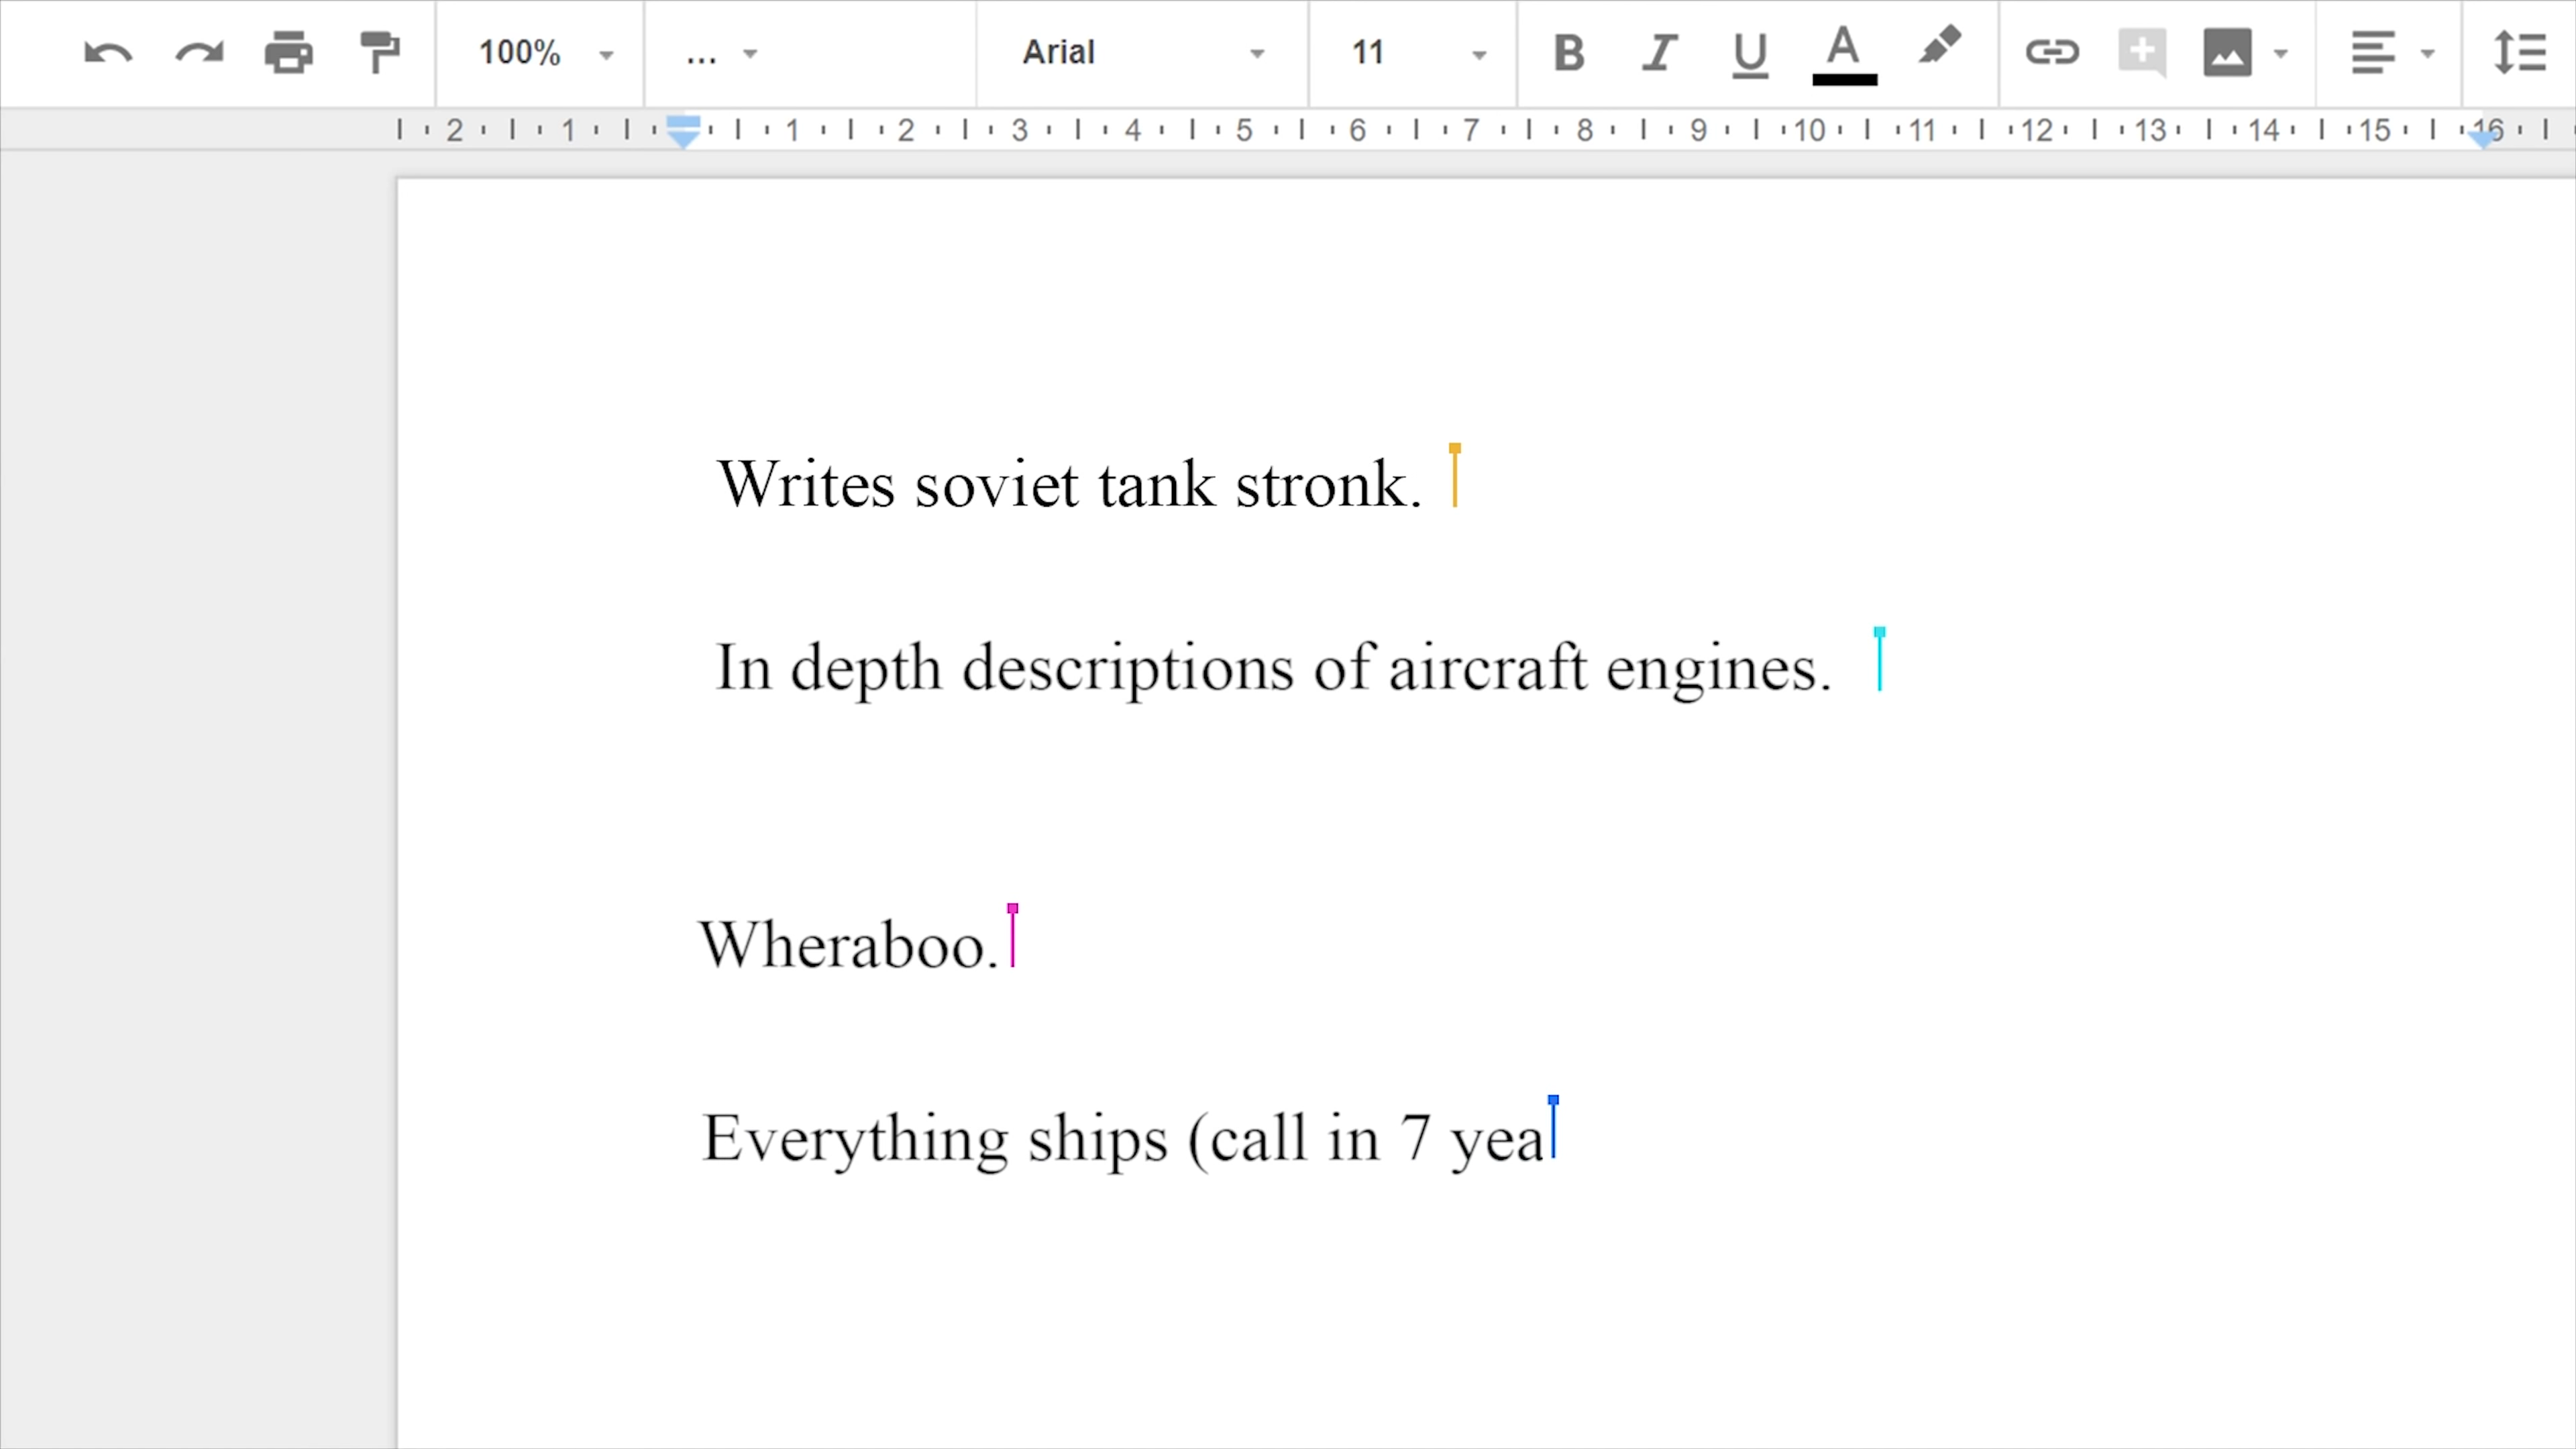 100% ... Arial 11 B I U A
2 1 1 2 3 4 5 6 7 8 9 10 11 12 13 14 15 16
Writes soviet tank stronk.
In depth descriptions of aircraft engines.
Wheraboo.
Everything ships (call in 7 yea